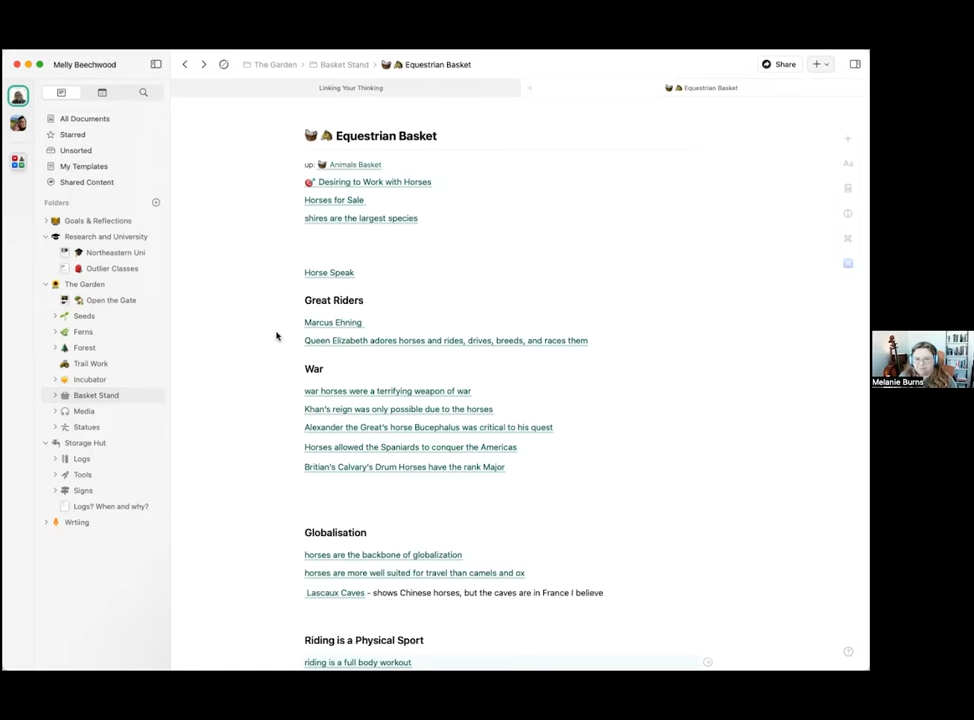 Melly Beechwood
The Garden > Basket Stand > Equestrian Basket
Share
Linking Your Thinking
Equestrian Basket
All Documents
Starred
Unsorted
My Templates
Shared Content
Folders
Goals & Reflections
Research and University
Northeastern Uni
Outlier Classes
The Garden
Open the Gate
Seeds
Ferns
Forest
Trail Work
Incubator
Basket Stand
Media
Statues
Storage Hut
Logs
Tools
Signs
Logs? When and why?
Wrtiing
Equestrian Basket
up: Animals Basket
Desiring to Work with Horses
Horses for Sale
shires are the largest species
Horse Speak
Great Riders
Marcus Ehning
Queen Elizabeth adores horses and rides, drives, breeds, and races them
War
war horses were a terrifying weapon of war
Khan's reign was only possible due to the horses
Alexander the Great's horse Bucephalus was critical to his quest
Horses allowed the Spaniards to conquer the Americas
Britian's Calvary's Drum Horses have the rank Major
Globalisation
horses are the backbone of globalization
horses are more well suited for travel than camels and ox
Lascaux Caves - shows Chinese horses, but the caves are in France I believe
Riding is a Physical Sport
riding is a full body workout
Aa
Melanie Burns